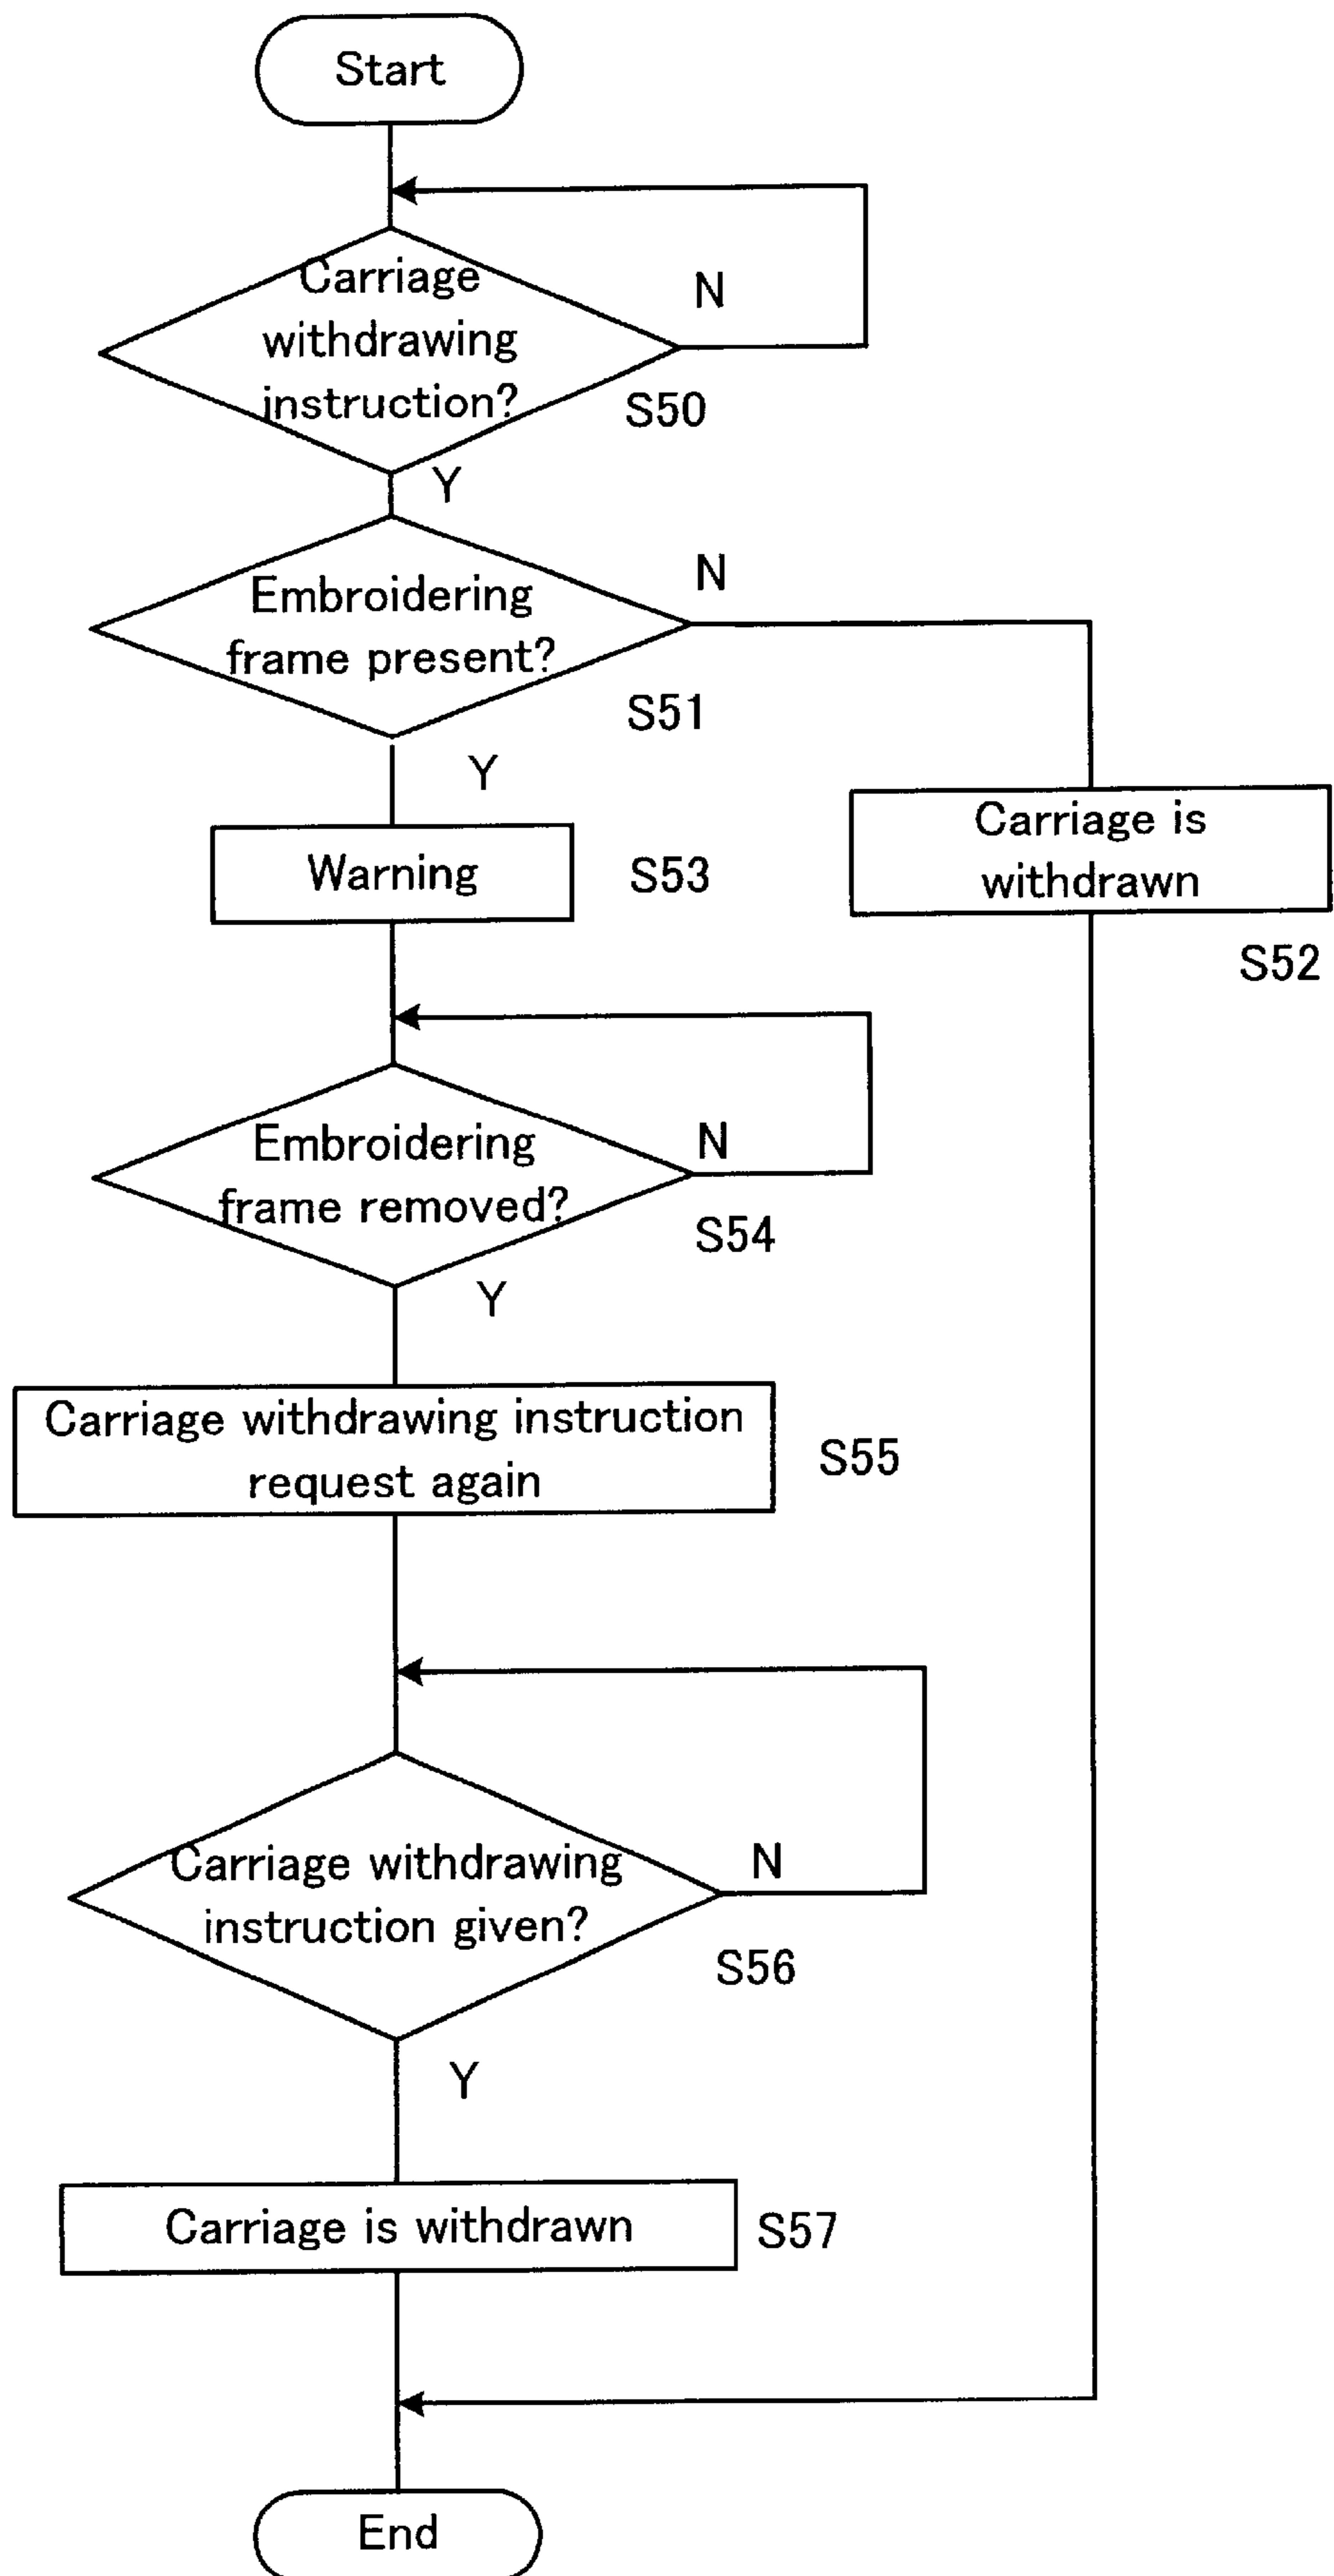 Start
Carriage
withdrawing
instruction?
N
S50
Y
Embroidering
frame present?
N
S51
Y
Warning
S53
Carriage is
withdrawn
S52
Embroidering
frame removed?
N
S54
Y
Carriage withdrawing instruction
request again
S55
Carriage withdrawing
instruction given?
N
S56
Y
Carriage is withdrawn
S57
End